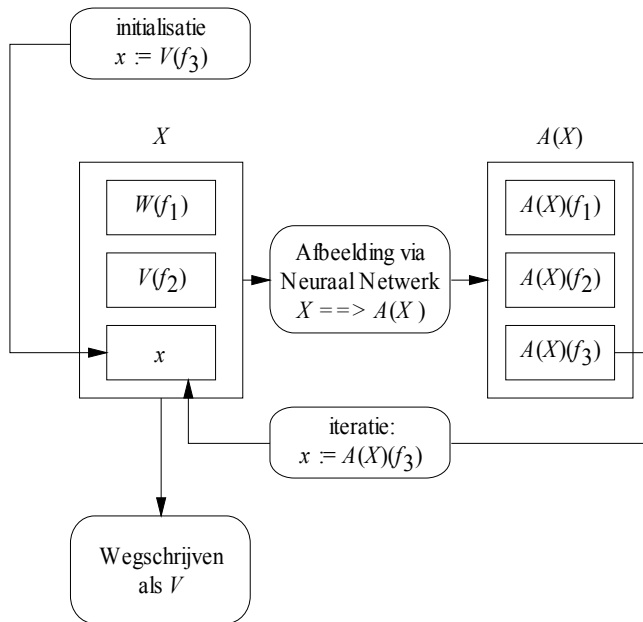 initialisatie
x := V(f3)
X
A(X)
W(f1)
V(f2)
x
Afbeelding via
Neuraal Netwerk
X ==> A(X)
A(X)(f1)
A(X)(f2)
A(X)(f3)
iteratie:
x := A(X)(f3)
Wegschrijven
als V